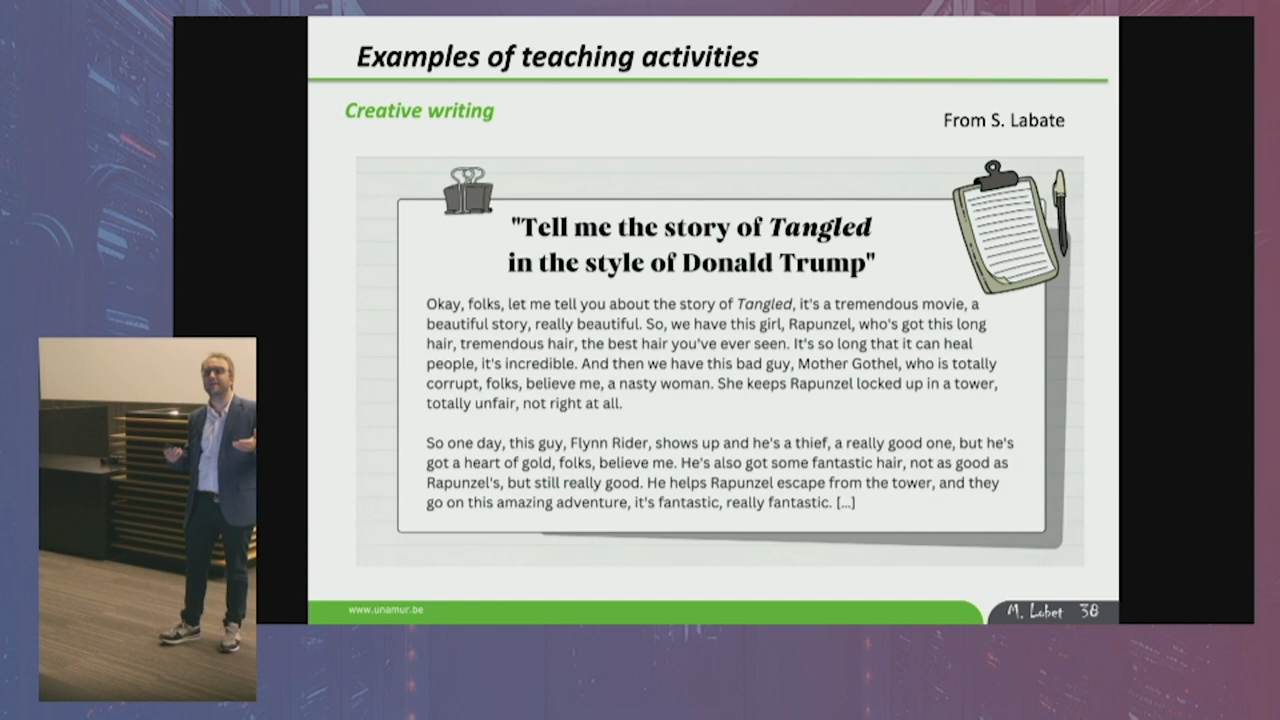 Examples of teaching activities
Creative writing
From S. Labate
"Tell me the story of Tangled
in the style of Donald Trump"
Okay, folks, let me tell you about the story of Tangled, it's a tremendous movie, a
beautiful story, really beautiful. So, we have this girl, Rapunzel, who's got this long
hair, tremendous hair, the best hair you've ever seen. It's so long that it can heal
people, it's incredible. And then we have this bad guy, Mother Gothel, who is totally
corrupt, folks, believe me, a nasty woman. She keeps Rapunzel locked up in a tower,
totally unfair, not right at all.
So one day, this guy, Flynn Rider, shows up and he's a thief, a really good one, but he's
got a heart of gold, folks, believe me. He's also got some fantastic hair, not as good as
Rapunzel's, but still really good. He helps Rapunzel escape from the tower, and they
go on this amazing adventure, it's fantastic, really fantastic. [...]
www.unamur.be
M. Lobet 38